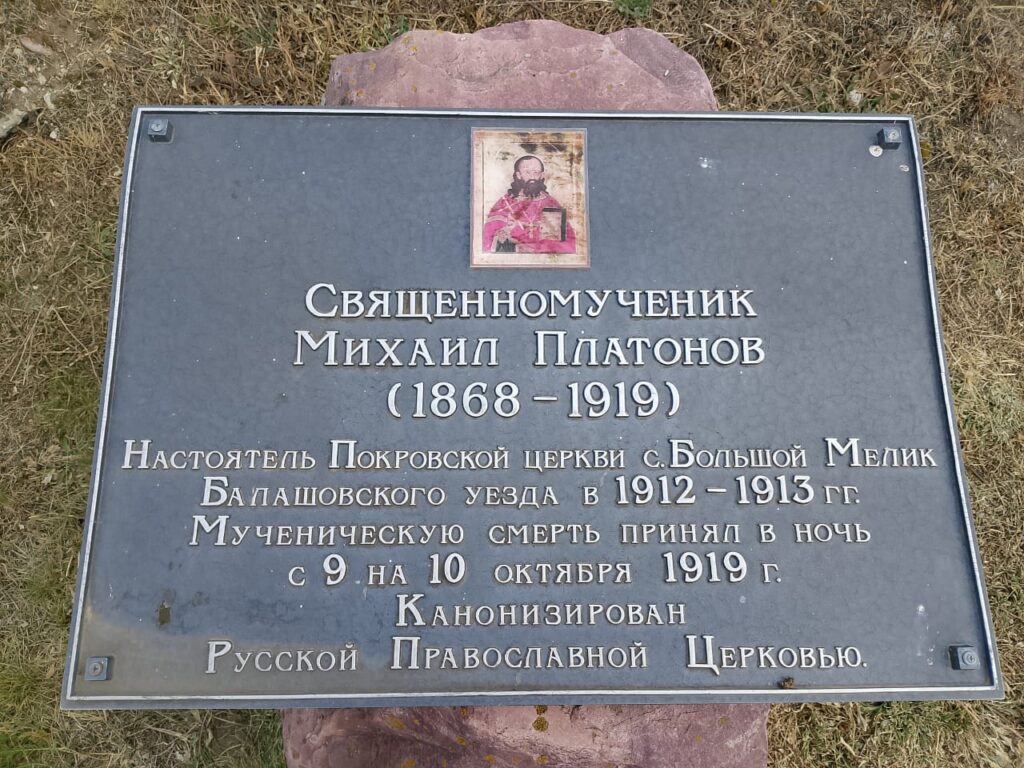 Священномученик
Михаил Платонов
(1868 – 1919)
Настоятель Покровской церкви с. Большой Мелик
Балашовского уезда в 1912 – 1913 гг.
Мученическую смерть принял в ночь
с 9 на 10 октября 1919 г.
Канонизирован
Русской Православной Церковью.